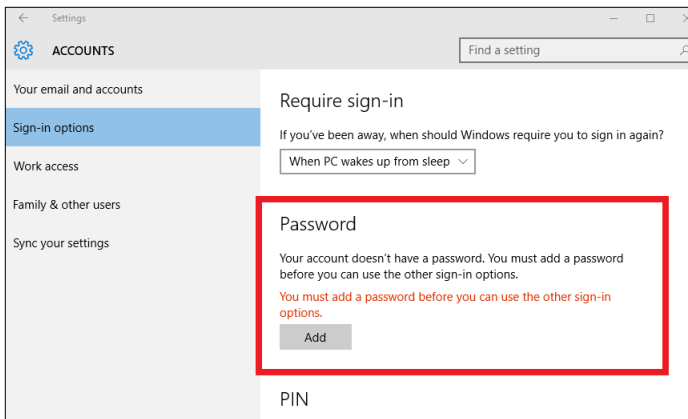 Settings
ACCOUNTS
Find a setting
Your email and accounts
Sign-in options
Work access
Family & other users
Sync your settings
Require sign-in
If you've been away, when should Windows require you to sign in again?
When PC wakes up from sleep
Password
Your account doesn't have a password. You must add a password
before you can use the other sign-in options.
You must add a password before you can use the other sign-in
options.
Add
PIN